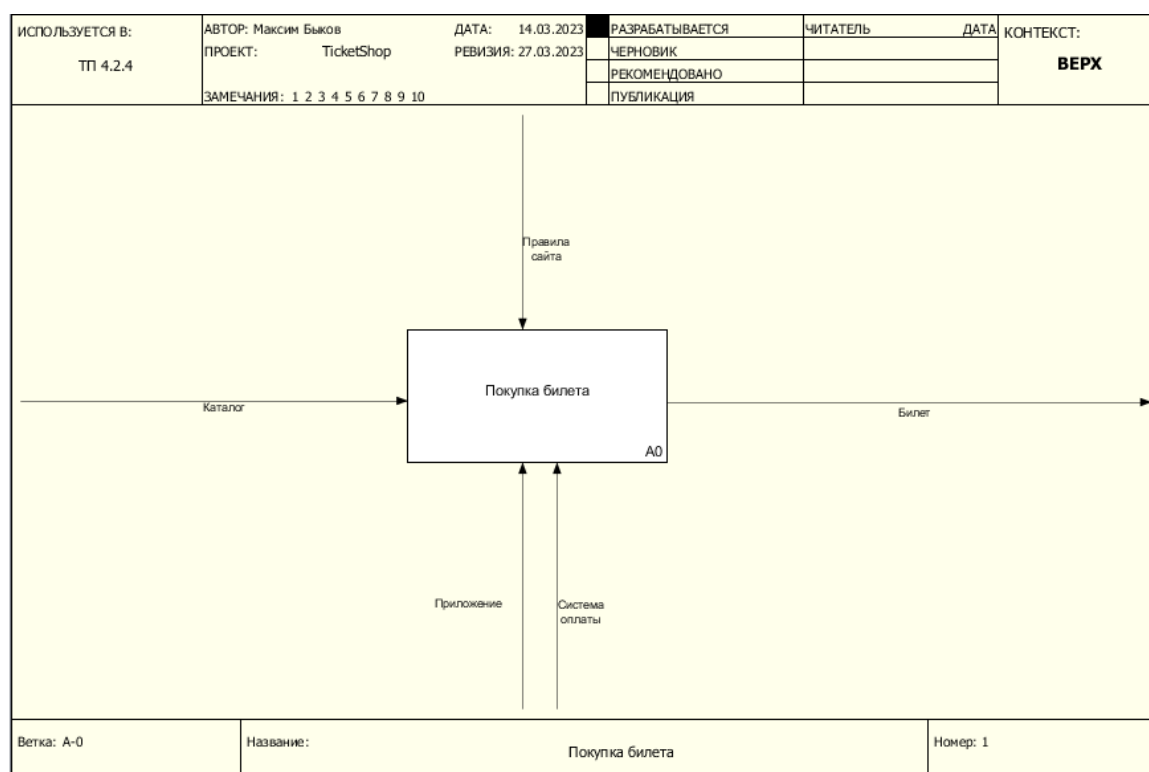 ИСПОЛЬЗУЕТСЯ В:
ТП 4.2.4
АВТОР: Максим Быков
ДАТА: 14.03.2023
ПРОЕКТ: TicketShop
РЕВИЗИЯ: 27.03.2023
ЗАМЕЧАНИЯ: 1 2 3 4 5 6 7 8 9 10
РАЗРАБАТЫВАЕТСЯ
ЧЕРНОВИК
РЕКОМЕНДОВАНО
ПУБЛИКАЦИЯ
ЧИТАТЕЛЬ
ДАТА
КОНТЕКСТ:
ВЕРХ
Правила
сайта
Покупка билета
A0
Каталог
Билет
Приложение
Система
оплаты
Ветка: A-0
Название:
Покупка билета
Номер: 1